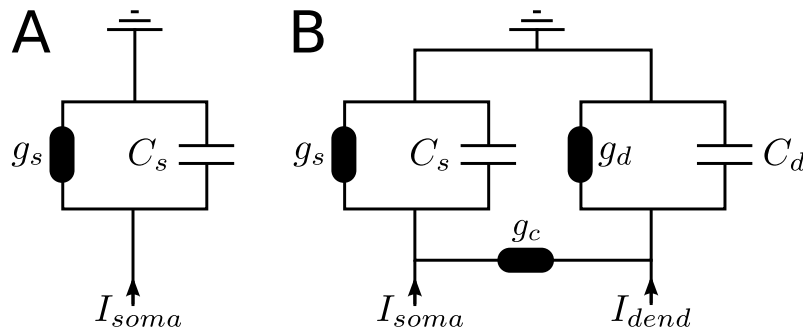 A B
g_s C_s g_s C_s g_d C_d
g_c
I_soma I_soma I_dend